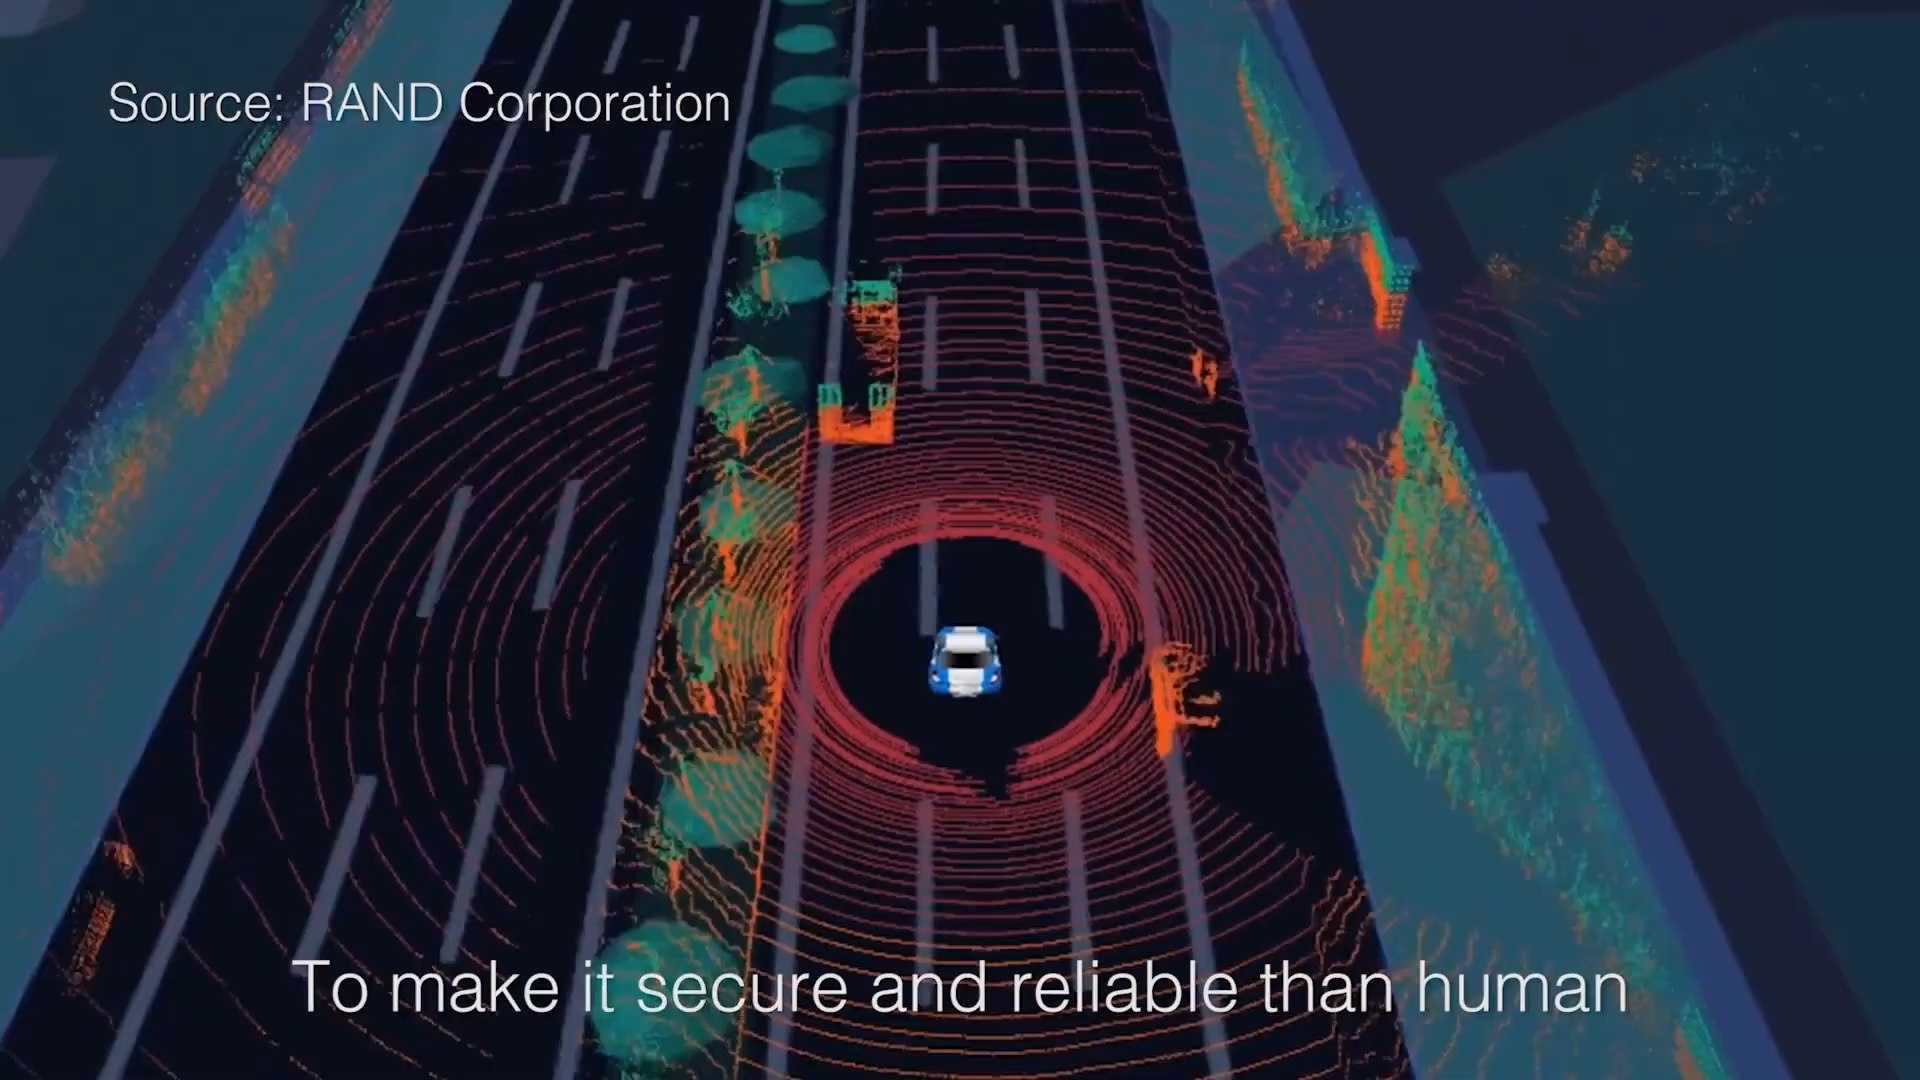 Source: RAND Corporation
To make it secure and reliable than human